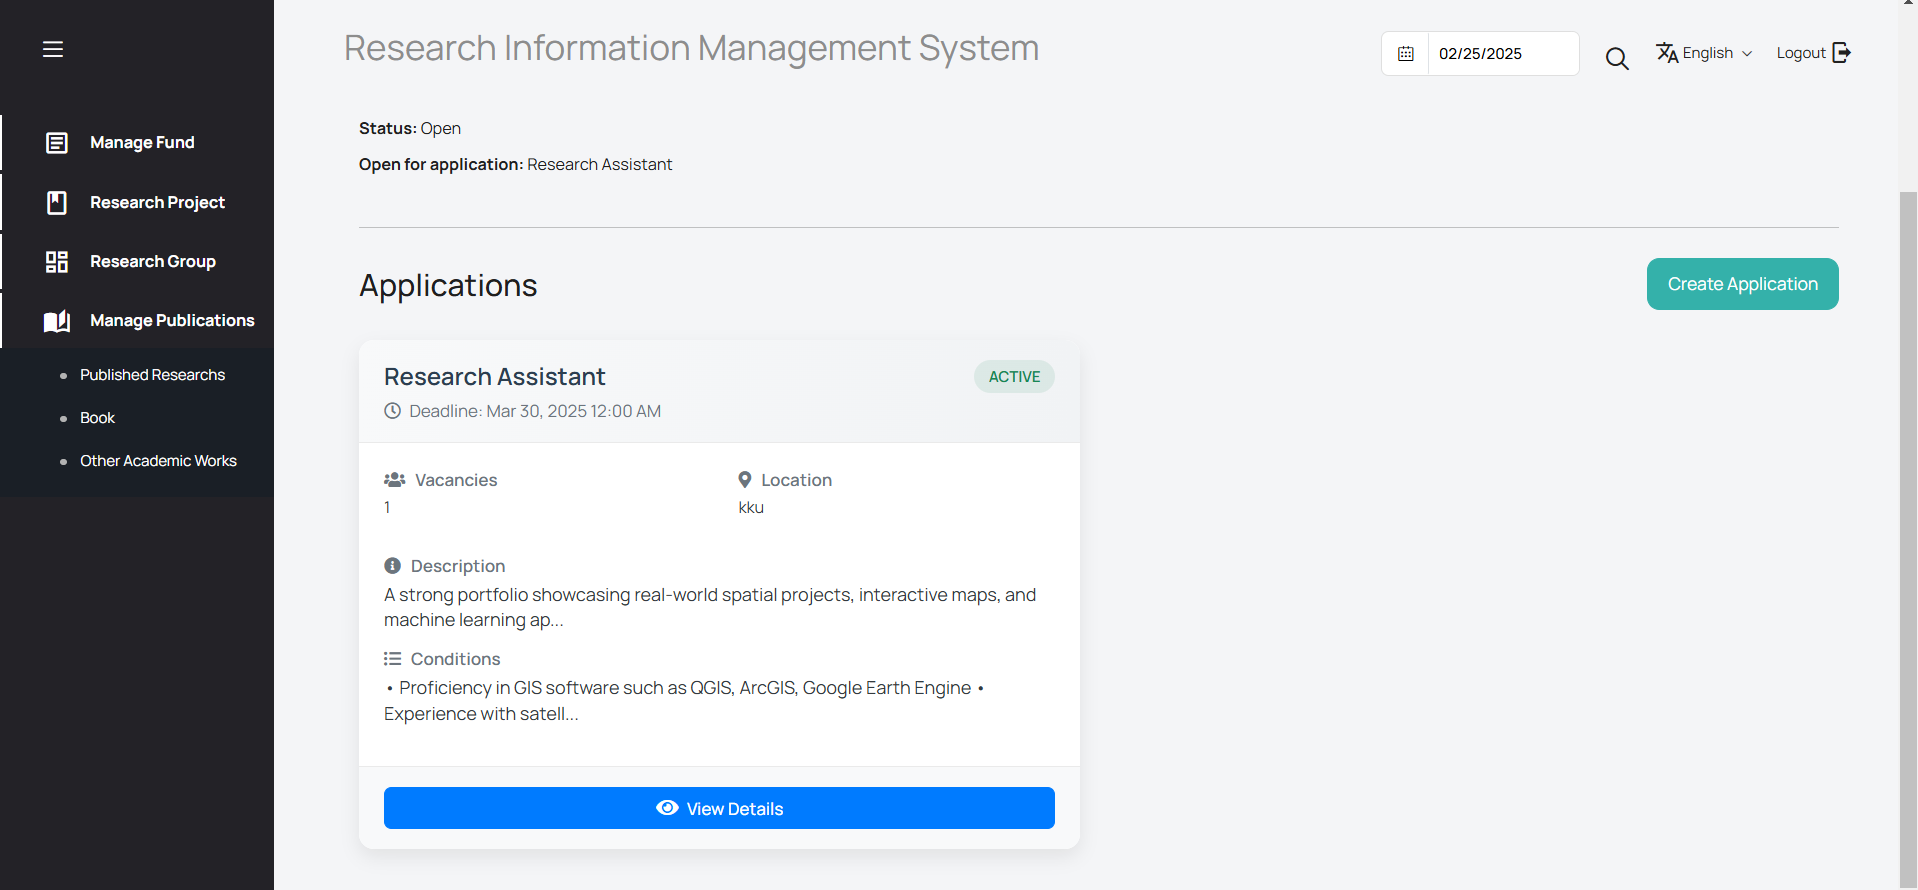 Research Information Management System
02/25/2025
English
Logout
Manage Fund
Research Project
Research Group
Manage Publications
Published Researchs
Book
Other Academic Works
Status: Open
Open for application: Research Assistant
Applications
Create Application
Research Assistant
ACTIVE
Deadline: Mar 30, 2025 12:00 AM
Vacancies
1
Location
kku
Description
A strong portfolio showcasing real-world spatial projects, interactive maps, and
machine learning ap...
Conditions
• Proficiency in GIS software such as QGIS, ArcGIS, Google Earth Engine •
Experience with satell...
View Details